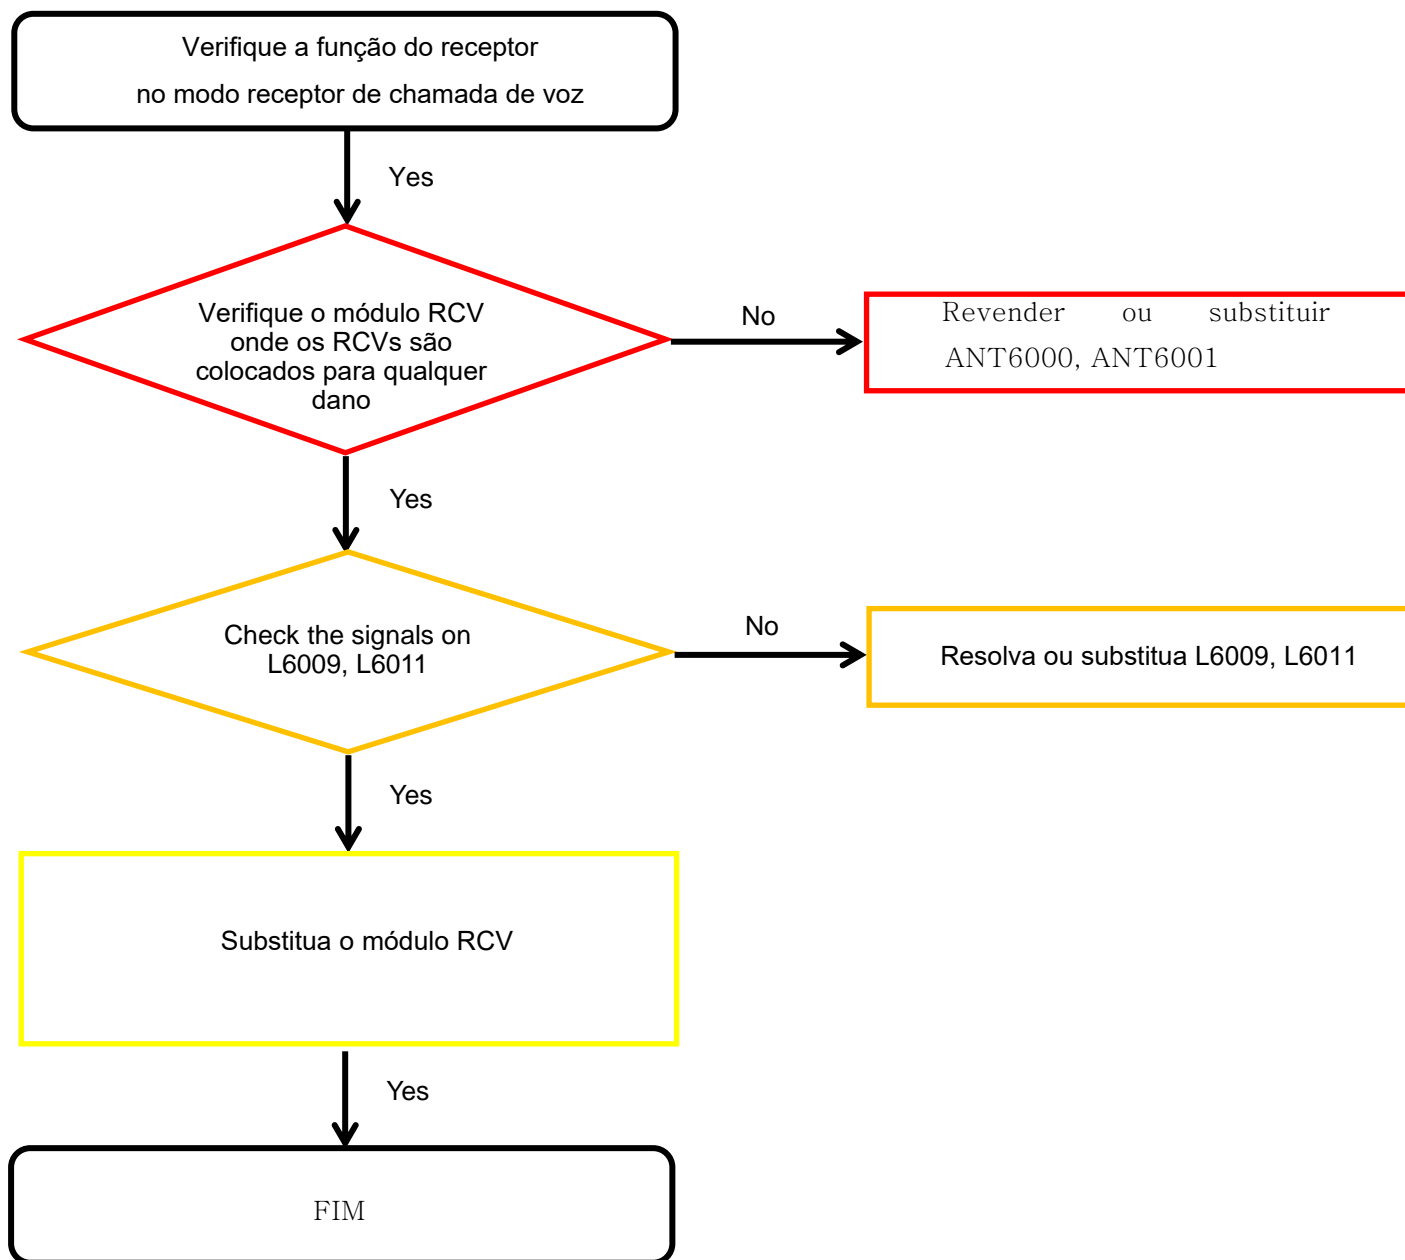 Verifique a função do receptor
no modo receptor de chamada de voz
Yes
Verifique o módulo RCV
onde os RCVs são
colocados para qualquer
dano
No
Revender ou substituir
ANT6000, ANT6001
Yes
Check the signals on
L6009, L6011
No
Resolva ou substitua L6009, L6011
Yes
Substitua o módulo RCV
Yes
FIM